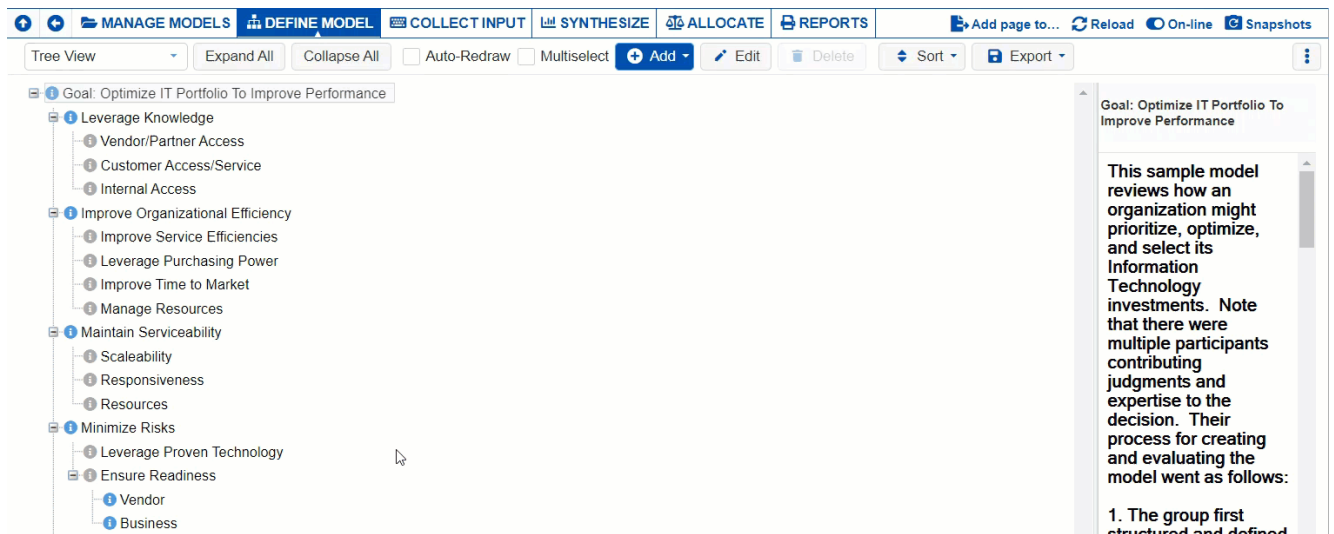 MANAGE MODELS DEFINE MODEL COLLECT INPUT SYNTHESIZE ALLOCATE REPORTS Add page to... Reload On-line Snapshots
Tree View Expand All Collapse All Auto-Redraw Multiselect Add Edit Delete Sort Export
Goal: Optimize IT Portfolio To Improve Performance
Leverage Knowledge
Vendor/Partner Access
Customer Access/Service
Internal Access
Improve Organizational Efficiency
Improve Service Efficiencies
Leverage Purchasing Power
Improve Time to Market
Manage Resources
Maintain Serviceability
Scaleability
Responsiveness
Resources
Minimize Risks
Leverage Proven Technology
Ensure Readiness
Vendor
Business
Goal: Optimize IT Portfolio To
Improve Performance
This sample model
reviews how an
organization might
prioritize, optimize,
and select its
Information
Technology
investments. Note
that there were
multiple participants
contributing
judgments and
expertise to the
decision. Their
process for creating
and evaluating the
model went as follows:
1. The group first
structured and defined